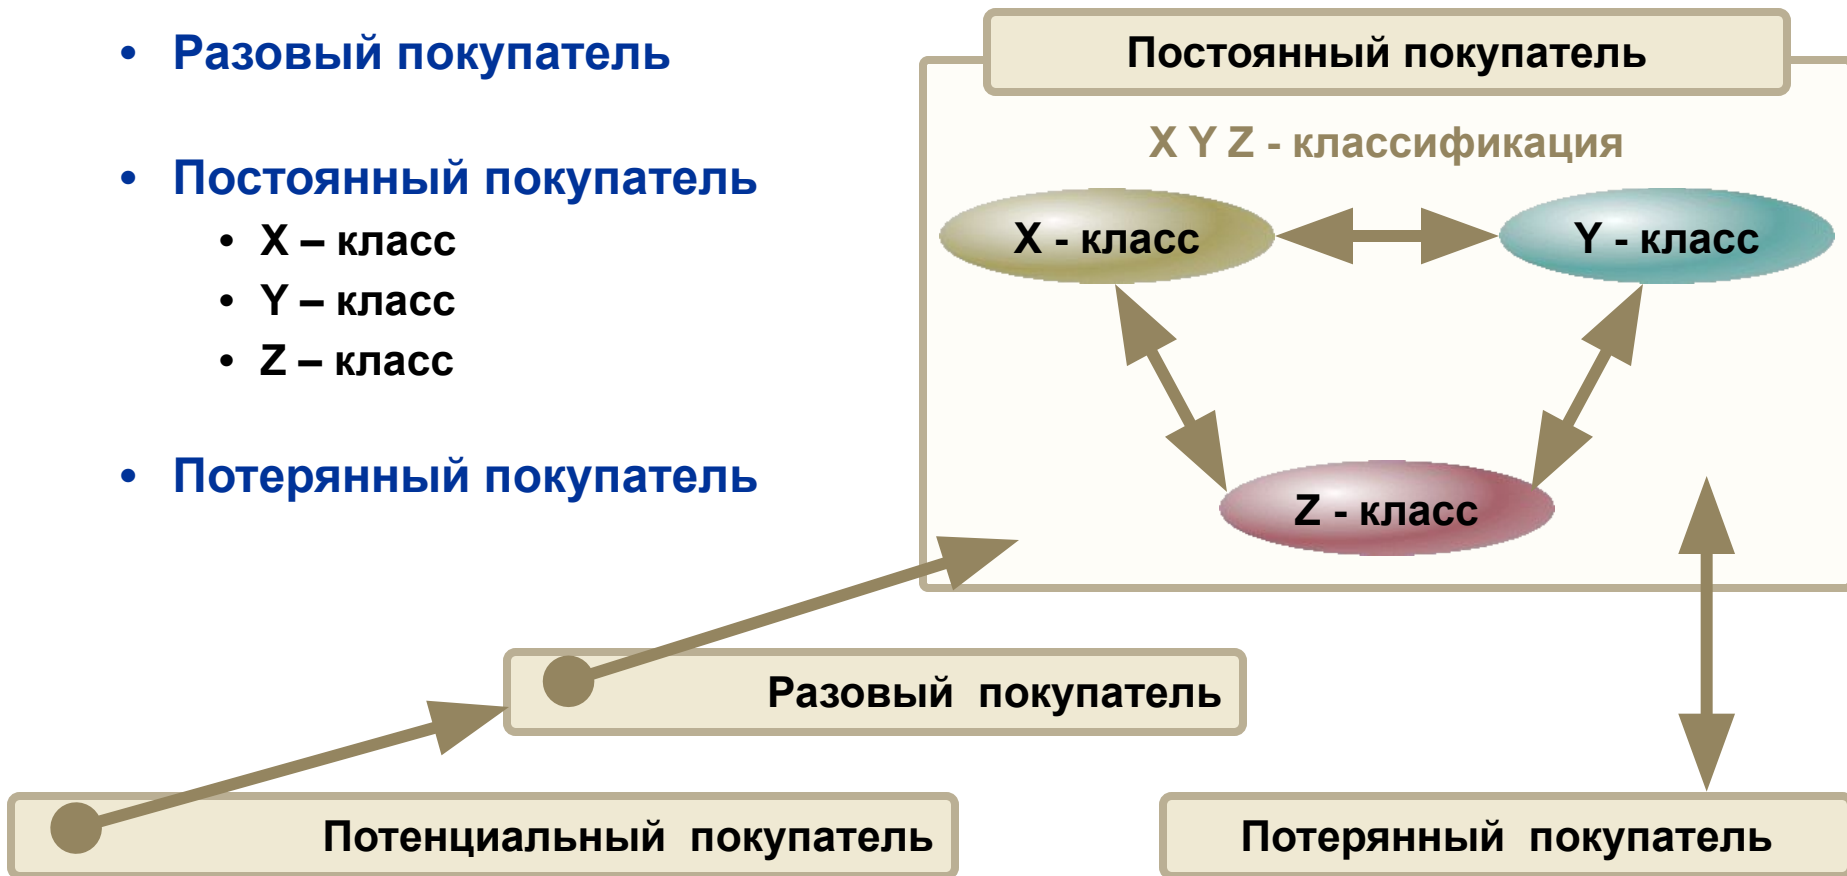 • Разовый покупатель
• Постоянный покупатель
• X – класс
• Y – класс
• Z – класс
• Потерянный покупатель
Постоянный покупатель
X Y Z - классификация
X - класс
Y - класс
Z - класс
Разовый покупатель
Потенциальный покупатель
Потерянный покупатель